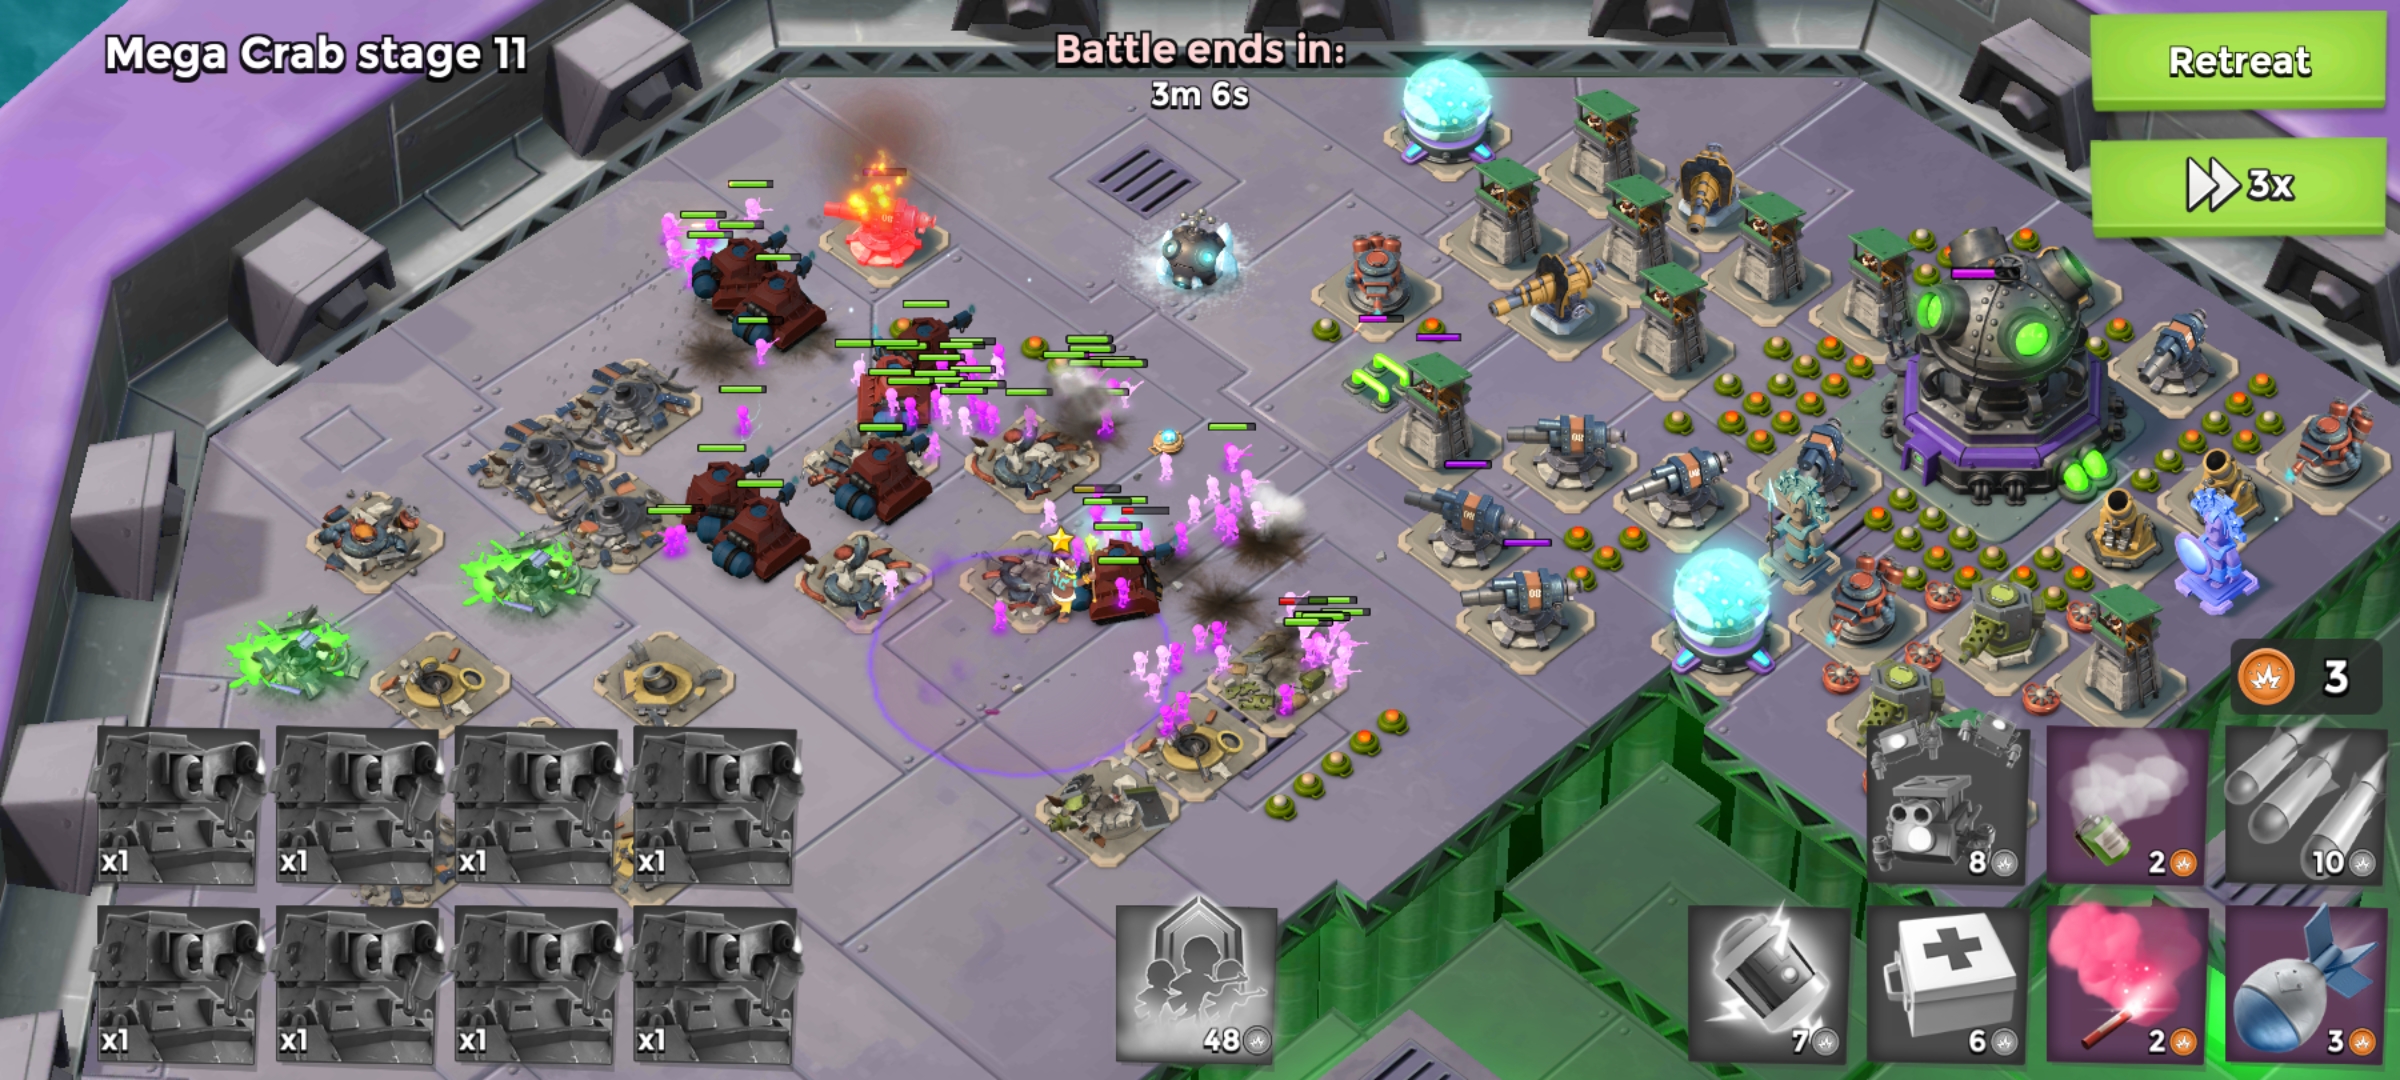 Mega Crab stage 11
Battle ends in:
3m 6s
Retreat
3x
3
x1
x1
x1
x1
8
2
10
x1
x1
x1
x1
48
7
6
2
3